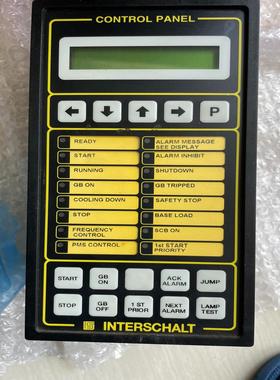 CONTROL PANEL
P
READY
ALARM MESSAGE
SEE DISPLAY
START
ALARM INHIBIT
RUNNING
SHUTDOWN
GB ON
GB TRIPPED
COOLING DOWN
SAFETY STOP
STOP
BASE LOAD
FREQUENCY
CONTROL
SCB ON
PMS CONTROL
1st START
PRIORITY
START
GB
ON
ACK
ALARM
JUMP
STOP
GB
OFF
1 ST
PRIOR
NEXT
ALARM
LAMP
TEST
INTERSCHALT